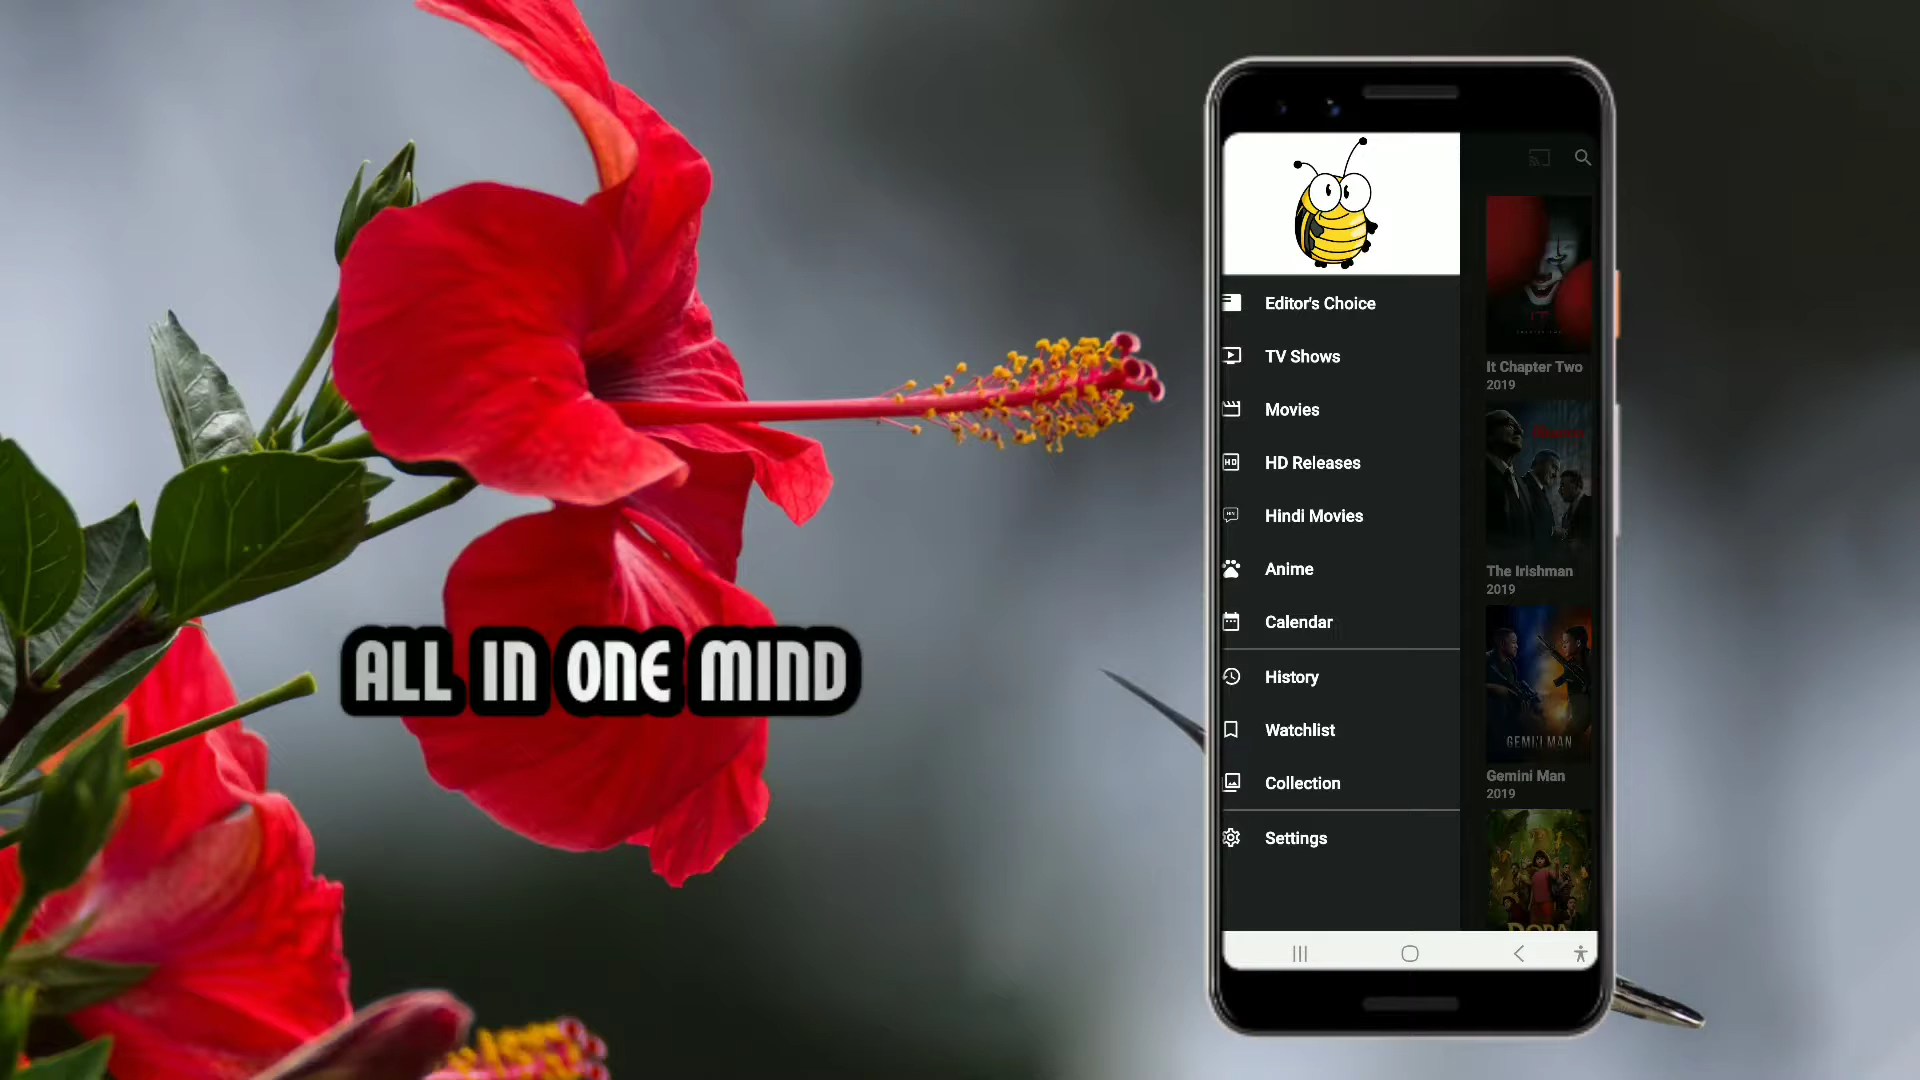 ALL IN ONE MIND
Editor's Choice
TV Shows
Movies
HD Releases
Hindi Movies
Anime
Calendar
History
Watchlist
Collection
Settings
It Chapter Two
2019
The Irishman
2019
GEMINI MAN
Gemini Man
2019
DORA